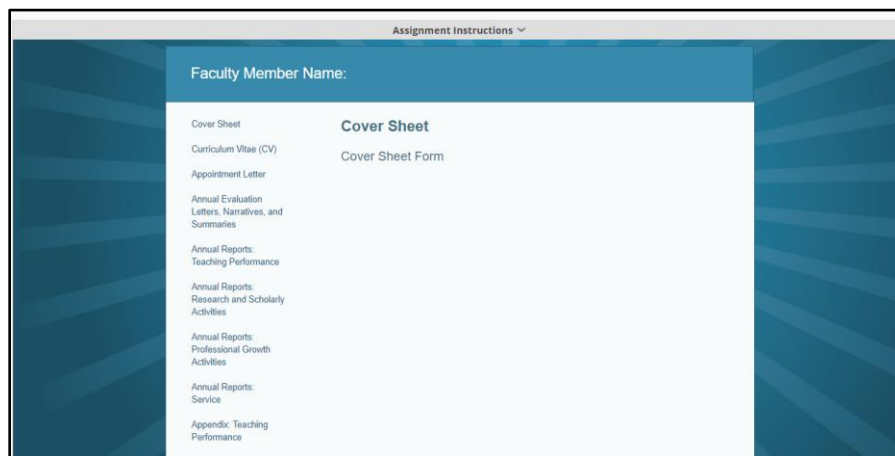 Assignment Instructions
Faculty Member Name:
Cover Sheet
Curriculum Vitae (CV)
Appointment Letter
Annual Evaluation
Letters, Narratives, and
Summaries
Annual Reports:
Teaching Performance
Annual Reports:
Research and Scholarly
Activities
Annual Reports:
Professional Growth
Activities
Annual Reports:
Service
Appendix: Teaching
Performance
Cover Sheet
Cover Sheet Form